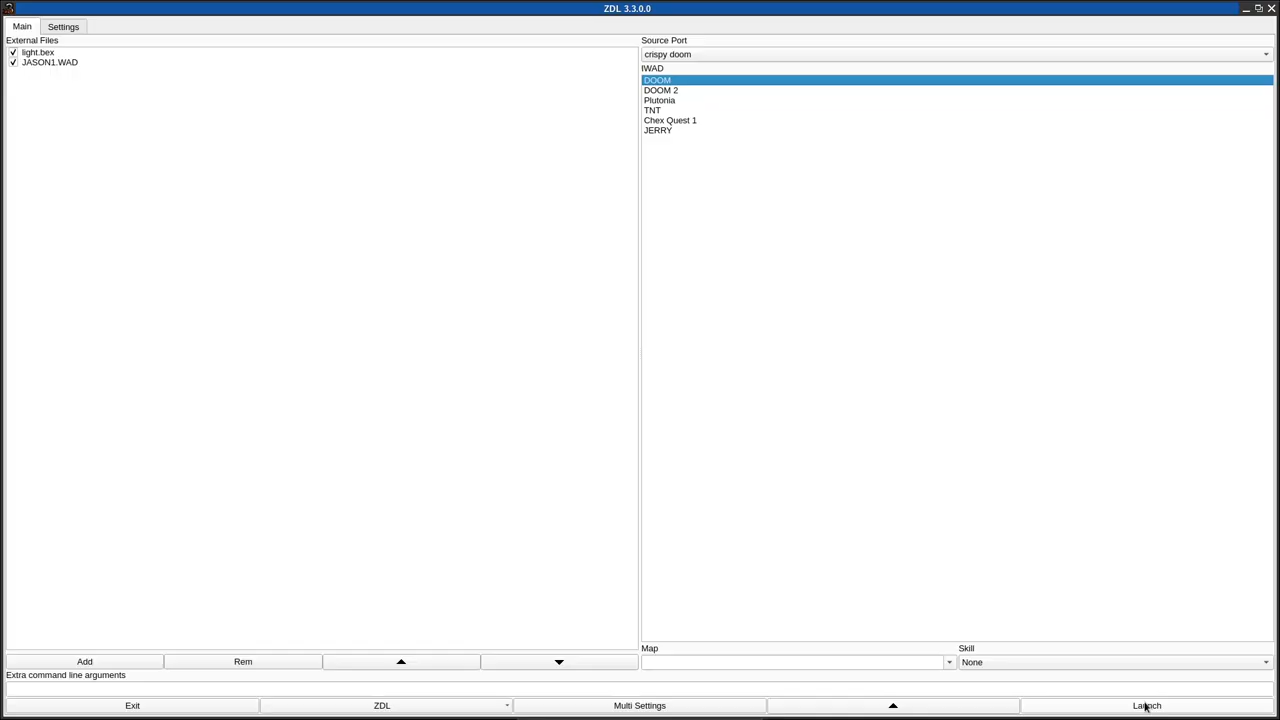 ZDL 3.3.0.0
Main Settings
External Files
light.bex
JASON1.WAD
Source Port
crispy doom
IWAD
DOOM
DOOM 2
Plutonia
TNT
Chex Quest 1
JERRY
Map Skill
None
Add Rem
Extra command line arguments
Exit ZDL Multi Settings Launch